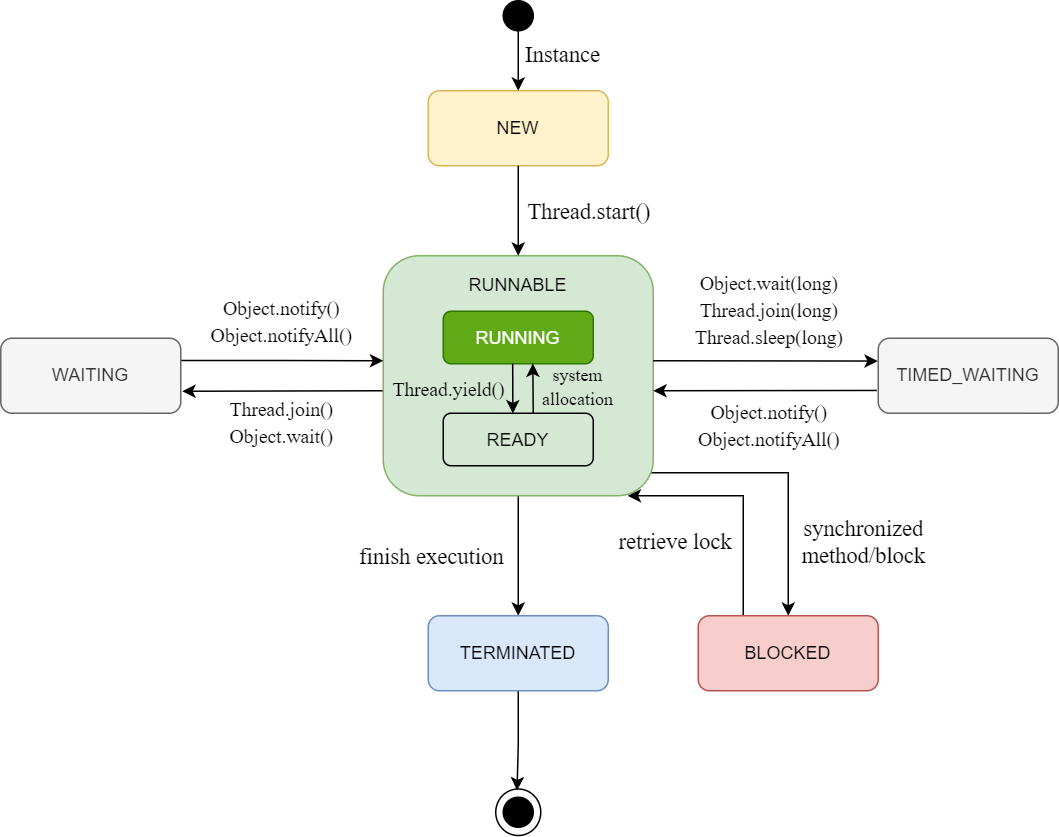 Instance
NEW
Thread.start()
RUNNABLE
RUNNING
Thread.yield()
system
allocation
READY
Object.notify()
Object.notifyAll()
WAITING
Thread.join()
Object.wait()
Object.wait(long)
Thread.join(long)
Thread.sleep(long)
TIMED_WAITING
Object.notify()
Object.notifyAll()
finish execution
retrieve lock
synchronized
method/block
TERMINATED
BLOCKED